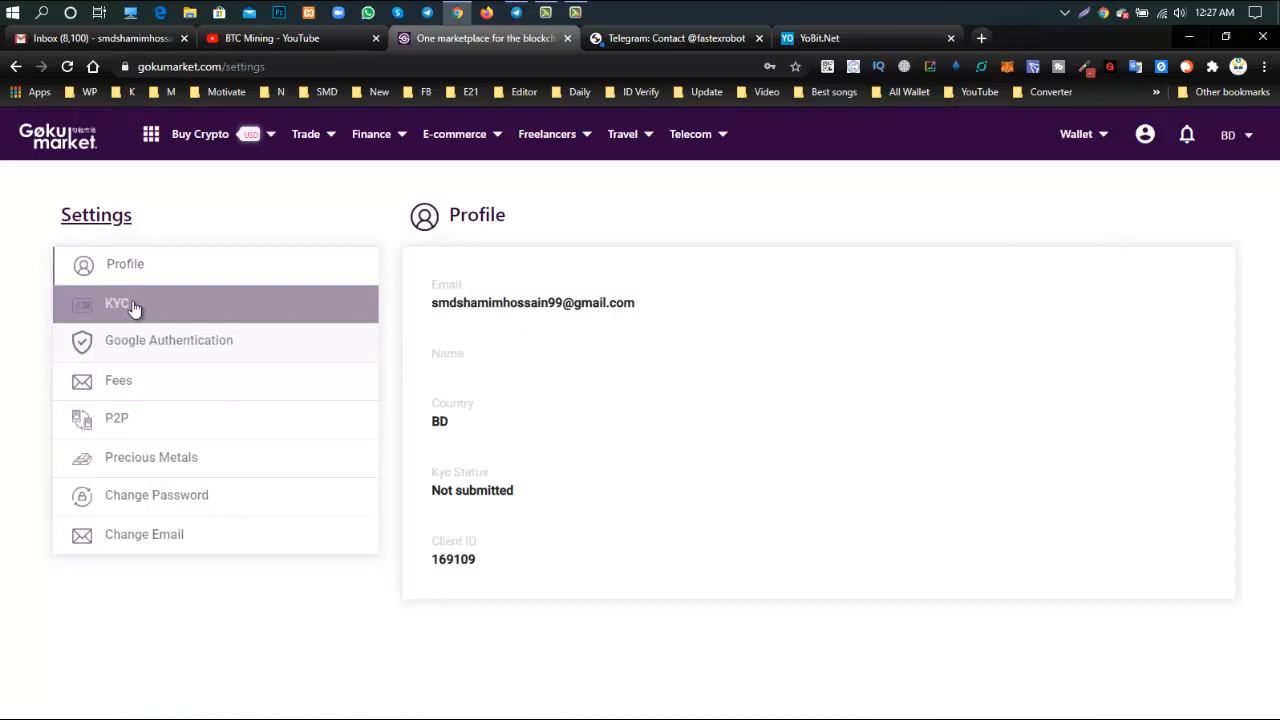 12:27 AM
Inbox (8,100) - smdshamimhoss
BTC Mining - YouTube
One marketplace for the blockch
Telegram: Contact @fastexrobot
YoBit.Net
gokumarket.com/settings
Apps WP K M Motivate N SMD New FB E21 Editor Daily ID Verify Update Video Best songs All Wallet YouTube Converter » Other bookmarks
Gokumarket
Buy Crypto USD Trade Finance E-commerce Freelancers Travel Telecom Wallet BD
Settings
Profile
KYC
Google Authentication
Fees
P2P
Precious Metals
Change Password
Change Email
Profile
Email
smdshamimhossain99@gmail.com
Name
Country
BD
Kyc Status
Not submitted
Client ID
169109